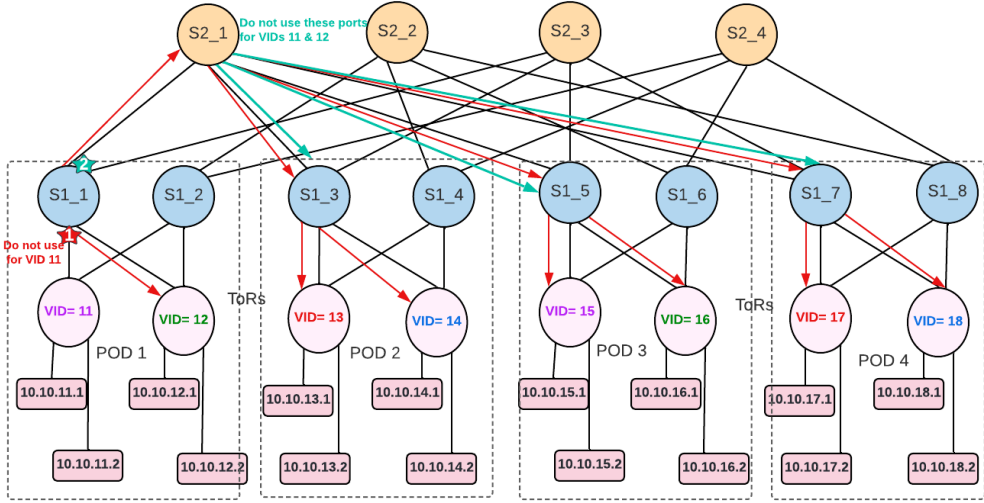 S2_1
Do not use these ports
for VIDs 11 & 12
S2_2
S2_3
S2_4
2
S1_1
S1_2
S1_3
S1_4
S1_5
S1_6
S1_7
S1_8
1
Do not use
for VID 11
VID= 11
VID= 12
ToRs
VID= 13
VID= 14
VID= 15
VID= 16
ToRs
VID= 17
VID= 18
POD 1
POD 2
POD 3
POD 4
10.10.11.1
10.10.12.1
10.10.13.1
10.10.14.1
10.10.15.1
10.10.16.1
10.10.17.1
10.10.18.1
10.10.11.2
10.10.12.2
10.10.13.2
10.10.14.2
10.10.15.2
10.10.16.2
10.10.17.2
10.10.18.2